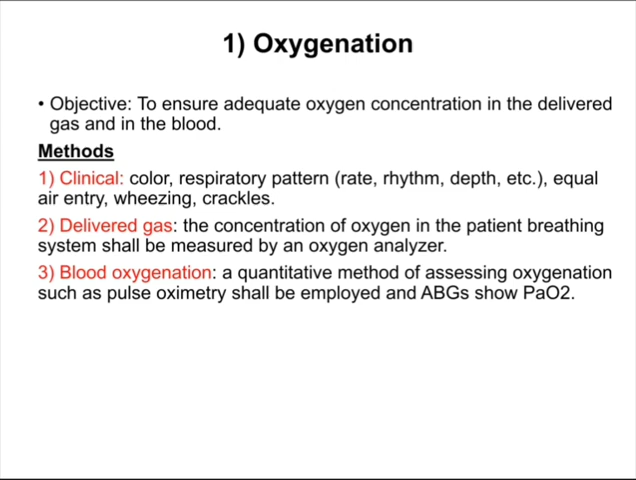 1) Oxygenation
• Objective: To ensure adequate oxygen concentration in the delivered
gas and in the blood.
Methods
1) Clinical: color, respiratory pattern (rate, rhythm, depth, etc.), equal
air entry, wheezing, crackles.
2) Delivered gas: the concentration of oxygen in the patient breathing
system shall be measured by an oxygen analyzer.
3) Blood oxygenation: a quantitative method of assessing oxygenation
such as pulse oximetry shall be employed and ABGs show PaO2.